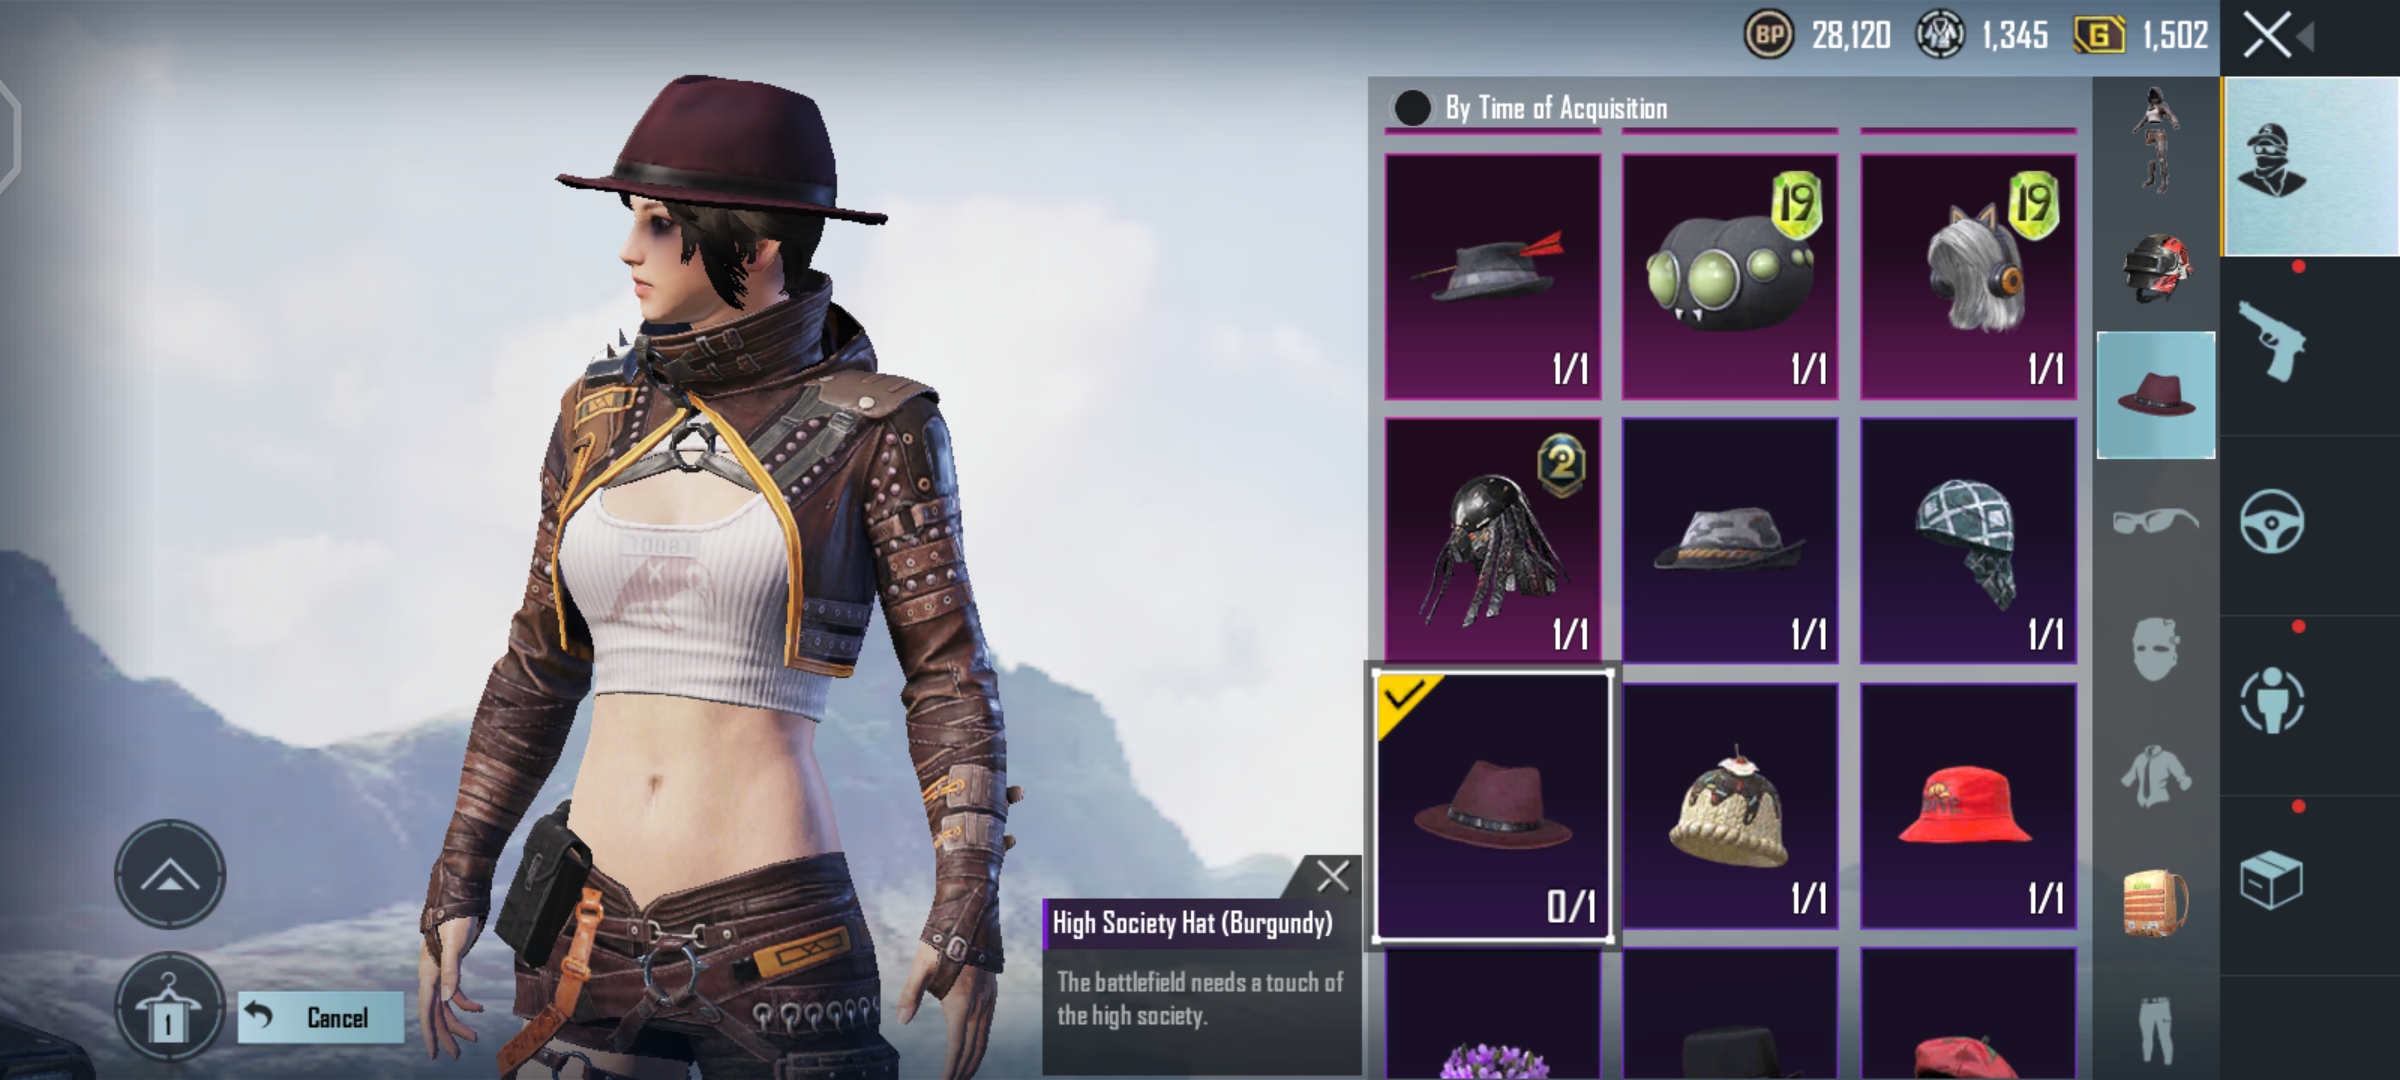 BP 28,120 1,345 G 1,502
By Time of Acquisition
19 19
1/1 1/1 1/1
2
1/1 1/1 1/1
0/1 1/1 1/1
High Society Hat (Burgundy)
The battlefield needs a touch of
the high society.
1 Cancel